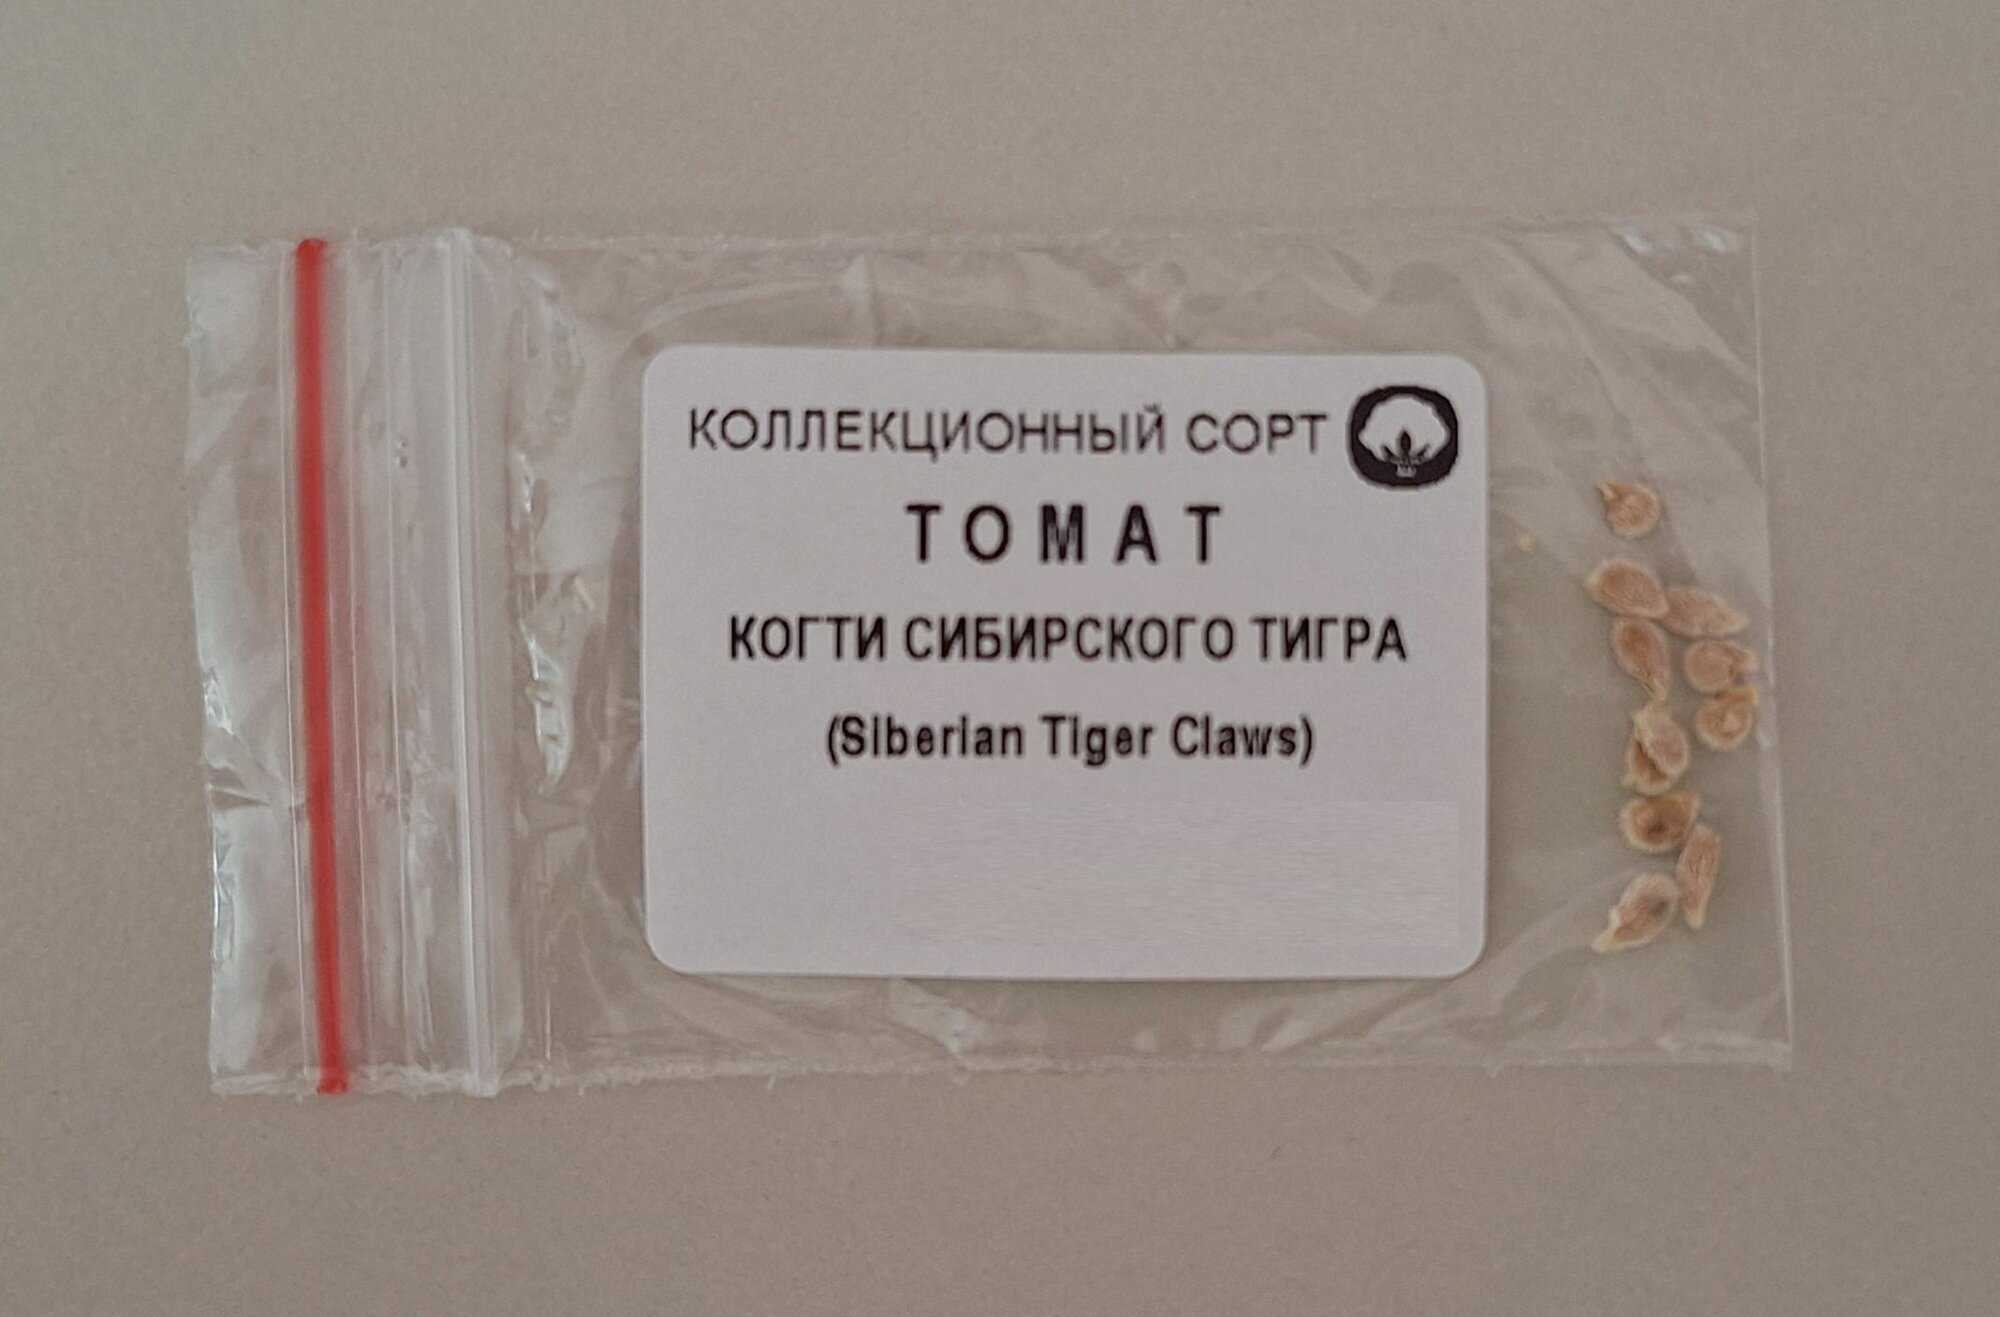 КОЛЛЕКЦИОННЫЙ СОРТ
ТОМАТ
КОГТИ СИБИРСКОГО ТИГРА
(Siberian Tiger Claws)